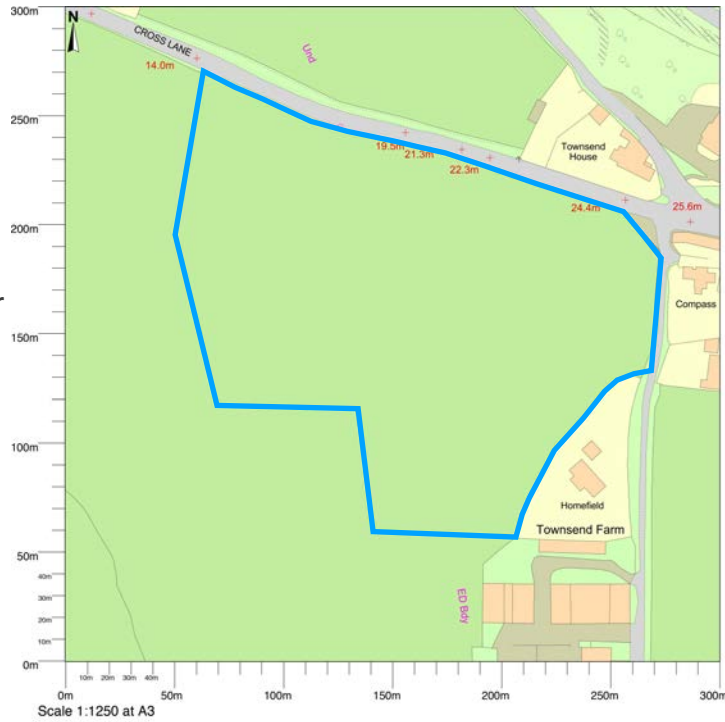 300m
N
CROSS LANE
14.0m
Und
250m
19.5m
21.3m
22.3m
Townsend
House
24.4m
25.6m
200m
Compass
150m
100m
Homefield
Townsend Farm
50m
40m
30m
20m
10m
0m
ED Bdy
10m 20m 30m 40m
0m 50m 100m 150m 200m 250m 300m
Scale 1:1250 at A3